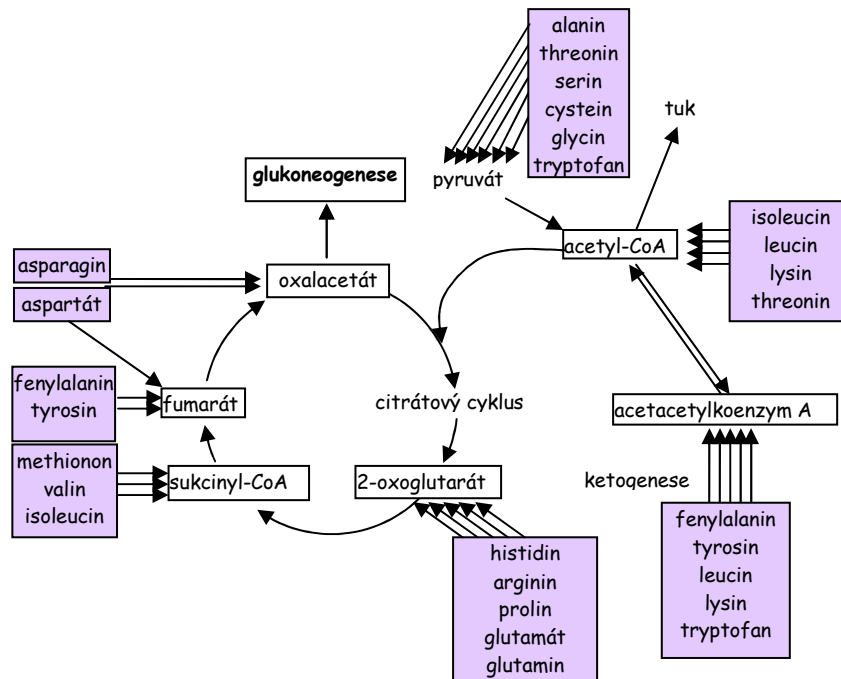 alanin
threonin
serin
cystein
glycin
tryptofan
tuk
glukoneogenese
pyruvát
isoleucin
leucin
lysin
threonin
acetyl-CoA
asparagin
aspartát
oxalacetát
fenylalanin
tyrosin
fumarát
citrátový cyklus
acetacetylkoenzym A
methionon
valin
isoleucin
sukcinyl-CoA
2-oxoglutarát
ketogenese
histidin
arginin
prolin
glutamát
glutamin
fenylalanin
tyrosin
leucin
lysin
tryptofan